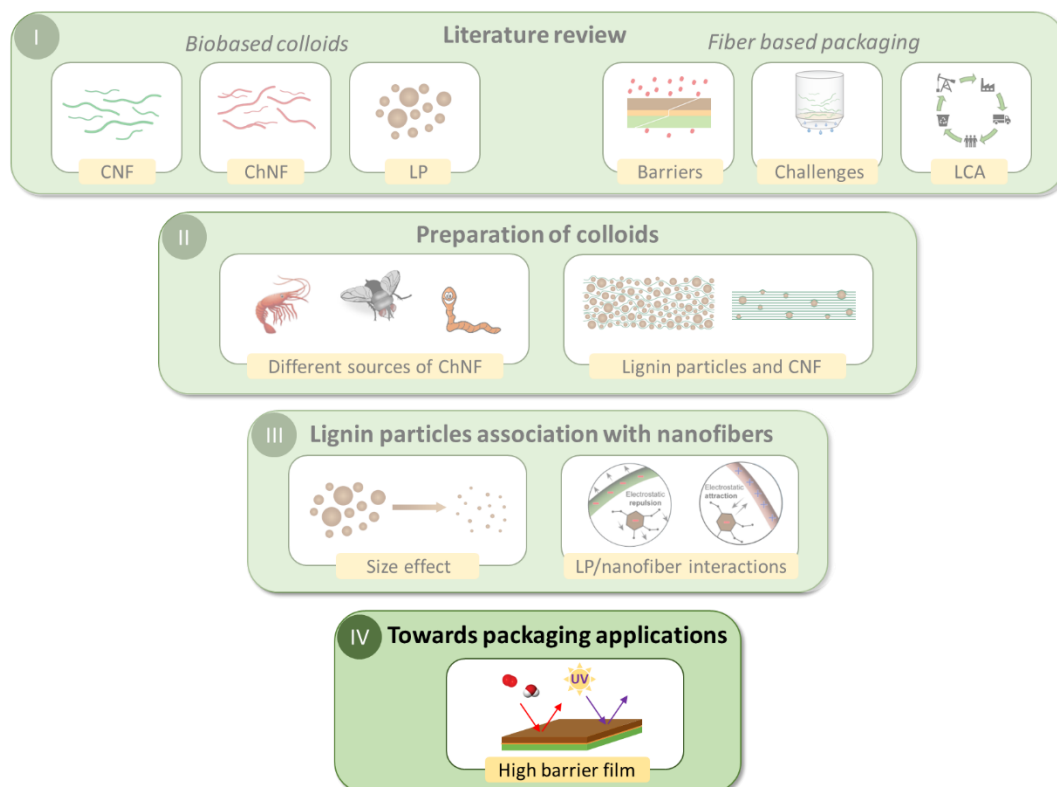 I
Literature review
Biobased colloids
Fiber based packaging
CNF
ChNF
LP
Barriers
Challenges
LCA
II
Preparation of colloids
Different sources of ChNF
Lignin particles and CNF
III
Lignin particles association with nanofibers
Electrostatic
repulsion
Electrostatic
attraction
Size effect
LP/nanofiber interactions
IV
Towards packaging applications
UV
High barrier film